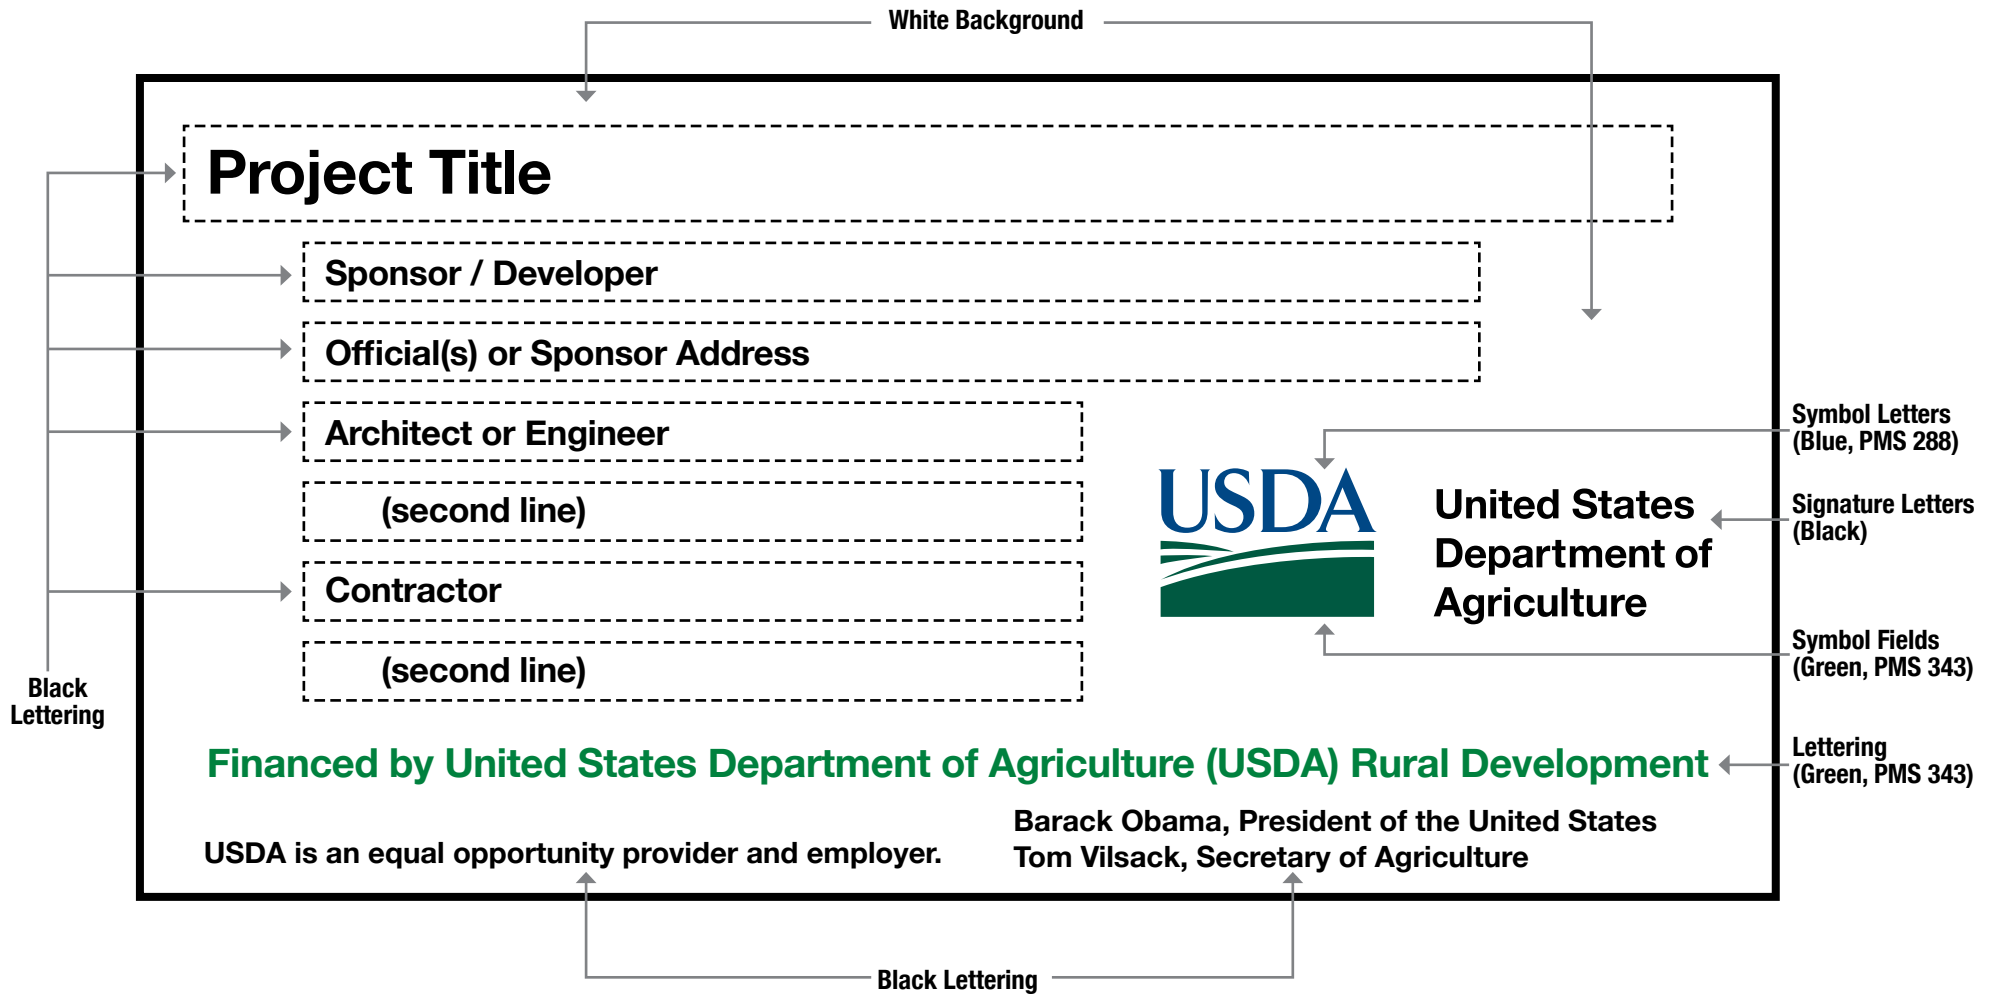 White Background
Project Title
Sponsor / Developer
Official(s) or Sponsor Address
Architect or Engineer
(second line)
Contractor
(second line)
USDA
United States
Department of
Agriculture
Symbol Letters
(Blue, PMS 288)
Signature Letters
(Black)
Symbol Fields
(Green, PMS 343)
Black
Lettering
Financed by United States Department of Agriculture (USDA) Rural Development
Lettering
(Green, PMS 343)
USDA is an equal opportunity provider and employer.
Barack Obama, President of the United States
Tom Vilsack, Secretary of Agriculture
Black Lettering